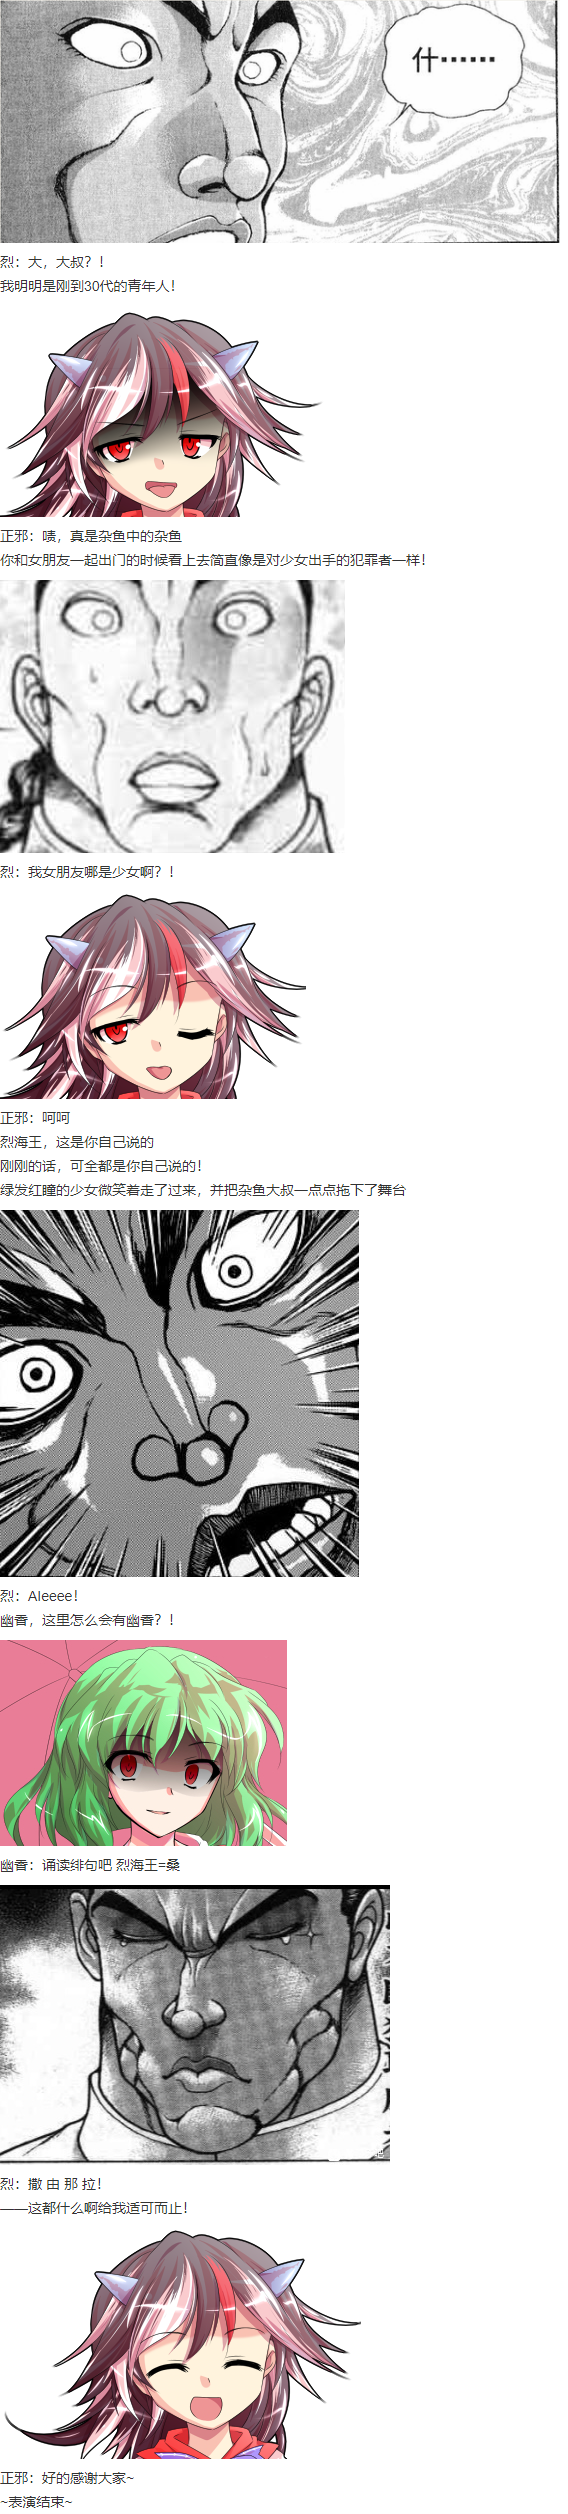 什……
烈：大，大叔？！
我明明是刚到30代的青年人！
正邪：啧，真是杂鱼中的杂鱼
你和女朋友一起出门的时候看上去简直像是对少女出手的犯罪者一样！
烈：我女朋友哪是少女啊？！
正邪：呵呵
烈海王，这是你自己说的
刚刚的话，可全都是你自己说的！
绿发红瞳的少女微笑着走了过来，并把杂鱼大叔一点点拖下了舞台
烈：Aleeee！
幽香，这里怎么会有幽香？！
幽香：诵读绯句吧 烈海王=桑
烈：撒 由 那 拉！
——这都什么啊给我适可而止！
正邪：好的感谢大家~
~表演结束~